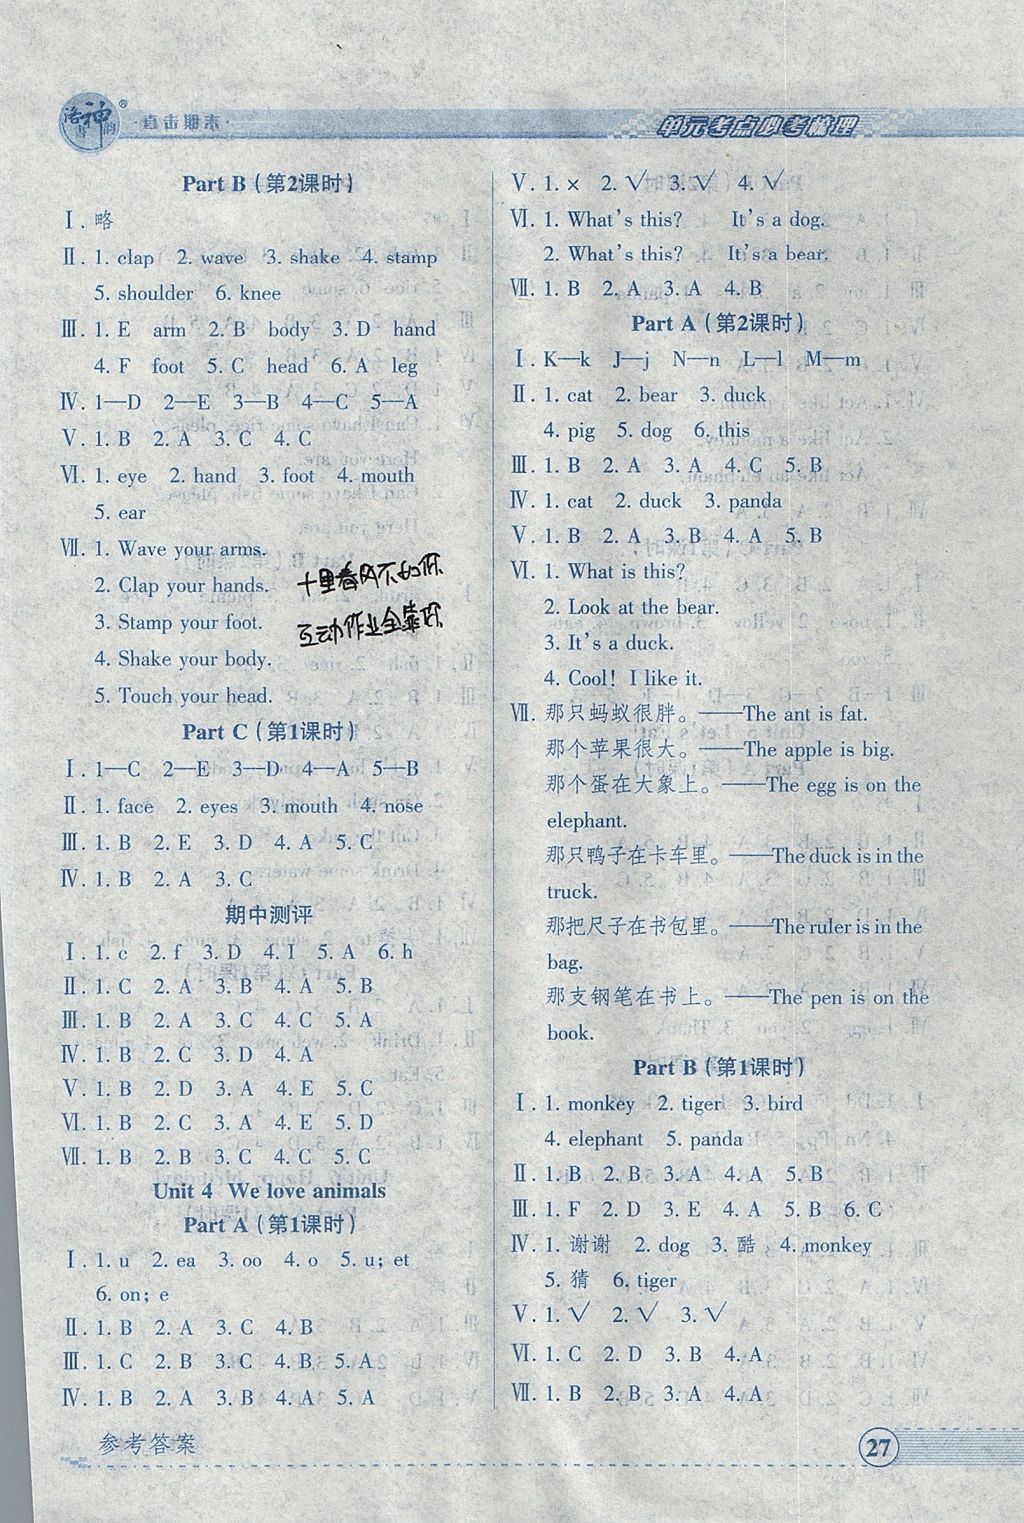 洛书神韵®
·直击期末·
单元考点必考梳理
Part B(第2课时)
Ⅰ.略
Ⅱ.1. clap 2. wave 3. shake 4. stamp
5. shoulder 6. knee
Ⅲ.1. E arm 2. B body 3. D hand
4. F foot 5. C head 6. A leg
Ⅳ.1—D 2—E 3—B 4—C 5—A
Ⅴ.1. B 2. A 3. C 4. C
Ⅵ.1. eye 2. hand 3. foot 4. mouth
5. ear
Ⅶ.1. Wave your arms.
2. Clap your hands.
3. Stamp your foot.
4. Shake your body.
5. Touch your head.
十里春风不如你
互动作业全靠你
Part C(第1课时)
Ⅰ.1—C 2—E 3—D 4—A 5—B
Ⅱ.1. face 2. eyes 3. mouth 4. nose
Ⅲ.1. B 2. E 3. D 4. A 5. C
Ⅳ.1. B 2. A 3. C
期中测评
Ⅰ.1. c 2. f 3. D 4. I 5. A 6. h
Ⅱ.1. C 2. A 3. B 4. A 5. B
Ⅲ.1. B 2. A 3. C 4. C 5. A
Ⅳ.1. B 2. C 3. D 4. A
Ⅴ.1. B 2. D 3. A 4. E 5. C
Ⅵ.1. B 2. C 3. A 4. E 5. D
Ⅶ.1. B 2. B 3. C 4. C 5. C
Unit 4 We love animals
Part A(第1课时)
Ⅰ.1. u 2. ea 3. oo 4. o 5. u; et
6. on; e
Ⅱ.1. B 2. A 3. C 4. B
Ⅲ.1. C 2. B 3. C 4. B 5. A
Ⅳ.1. B 2. A 3. C 4. B 5. A
Ⅴ.1. × 2. √ 3. √ 4. √
Ⅵ.1. What's this? It's a dog.
2. What's this? It's a bear.
Ⅶ.1. B 2. A 3. A 4. B
Part A(第2课时)
Ⅰ.K—k J—j N—n L—l M—m
Ⅱ.1. cat 2. bear 3. duck
4. pig 5. dog 6. this
Ⅲ.1. B 2. A 3. A 4. C 5. B
Ⅳ.1. cat 2. duck 3. panda
Ⅴ.1. B 2. A 3. B 4. A 5. B
Ⅵ.1. What is this?
2. Look at the bear.
3. It's a duck.
4. Cool! I like it.
Ⅶ.那只蚂蚁很胖。——The ant is fat.
那个苹果很大。——The apple is big.
那个蛋在大象上。——The egg is on the
elephant.
那只鸭子在卡车里。——The duck is in the
truck.
那把尺子在书包里。——The ruler is in the
bag.
那支钢笔在书上。——The pen is on the
book.
Part B(第1课时)
Ⅰ.1. monkey 2. tiger 3. bird
4. elephant 5. panda
Ⅱ.1. B 2. B 3. A 4. A 5. B
Ⅲ.1. F 2. D 3. E 4. A 5. B 6. C
Ⅳ.1. 谢谢 2. dog 3. 酷 4. monkey
5. 猜 6. tiger
Ⅴ.1. √ 2. √ 3. √
Ⅵ.1. C 2. D 3. B 4. A
Ⅶ.1. B 2. B 3. A 4. A
参考答案
27